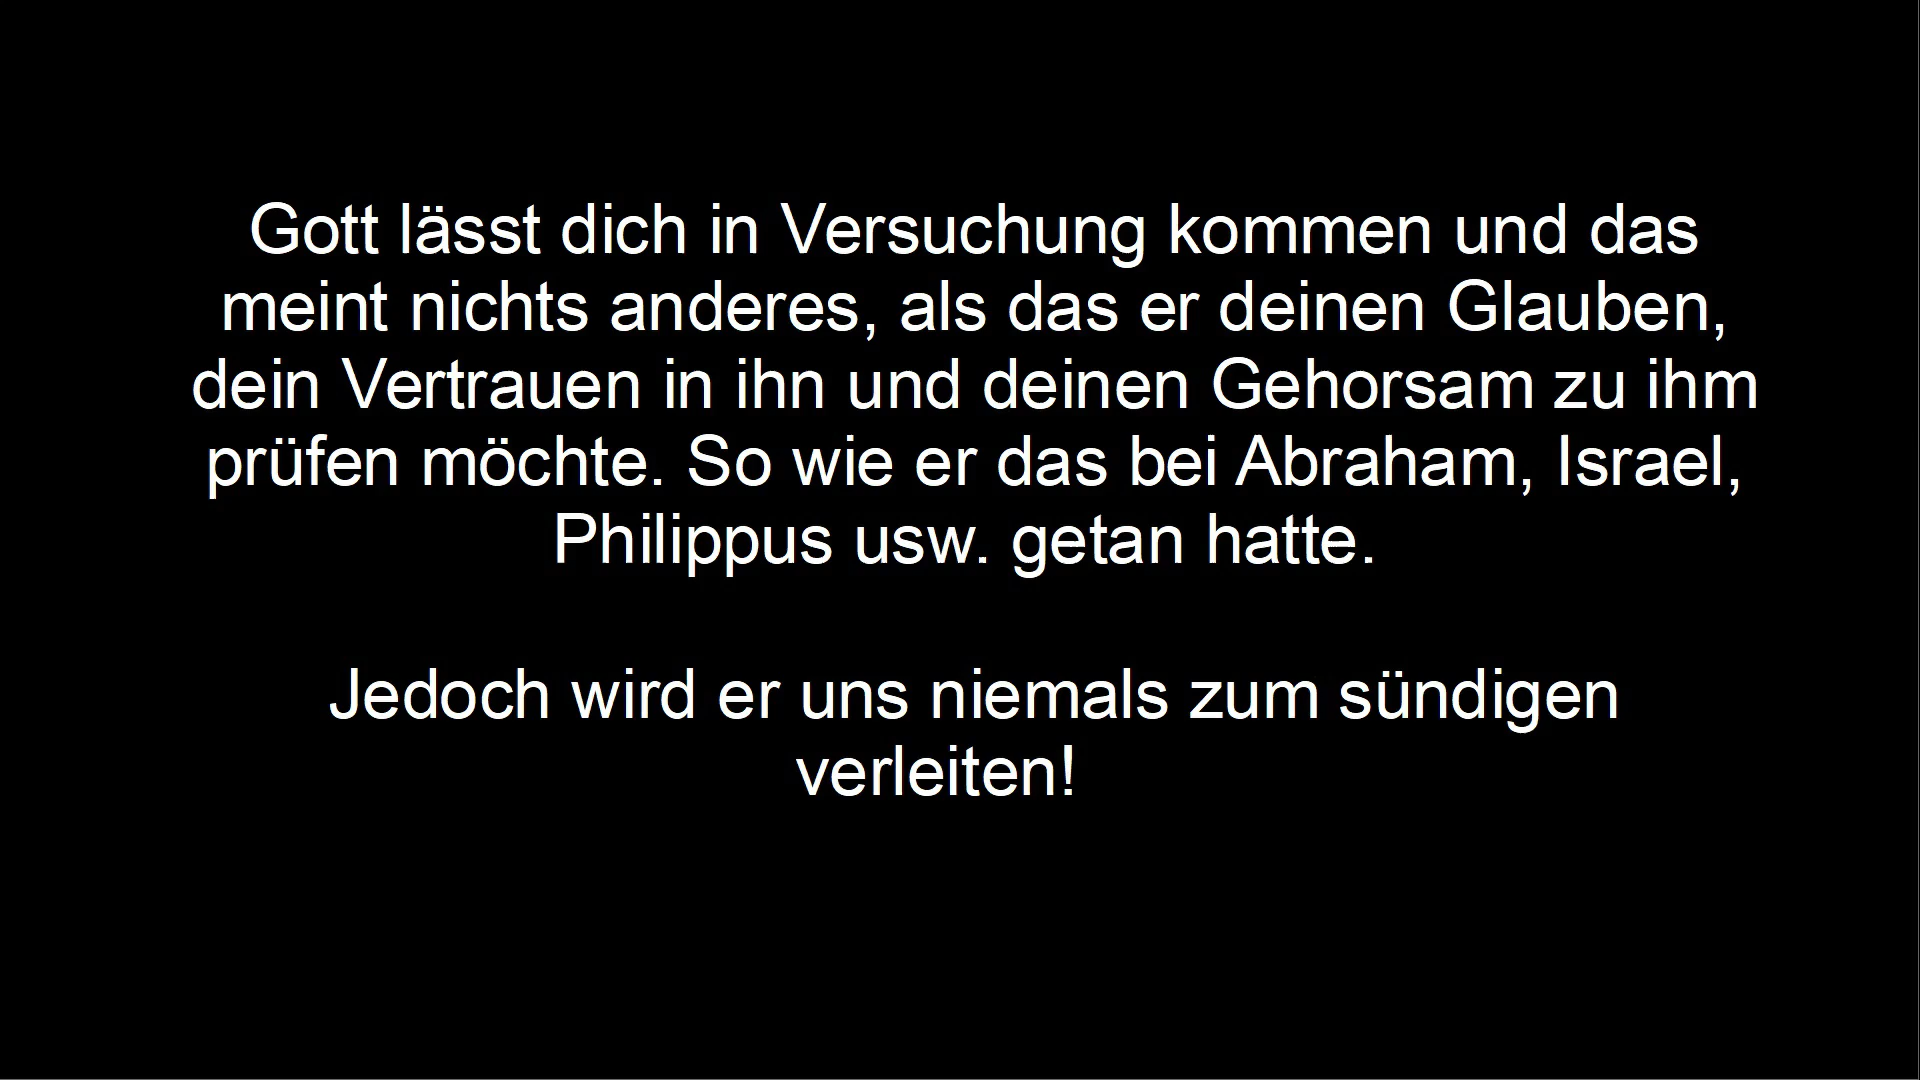 Gott lässt dich in Versuchung kommen und das
meint nichts anderes, als das er deinen Glauben,
dein Vertrauen in ihn und deinen Gehorsam zu ihm
prüfen möchte. So wie er das bei Abraham, Israel,
Philippus usw. getan hatte.
Jedoch wird er uns niemals zum sündigen
verleiten!